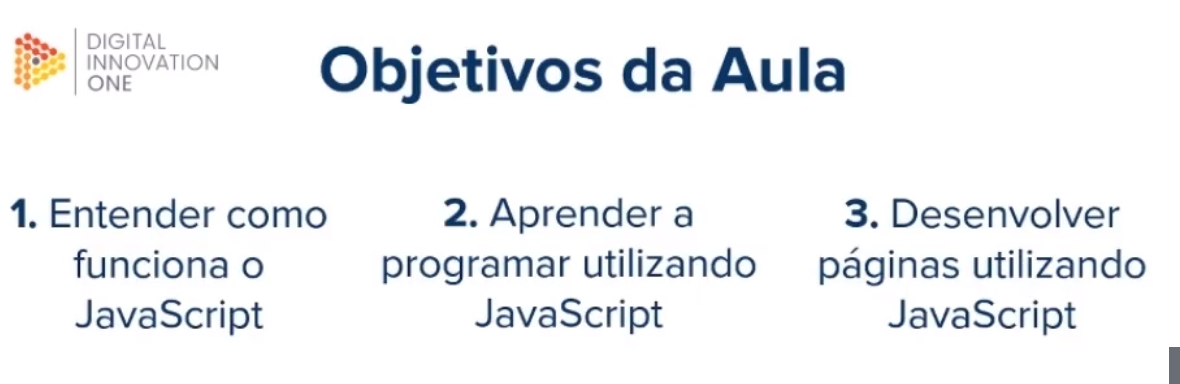 DIGITAL
INNOVATION
ONE
Objetivos da Aula
1. Entender como
funciona o
JavaScript
2. Aprender a
programar utilizando
JavaScript
3. Desenvolver
páginas utilizando
JavaScript